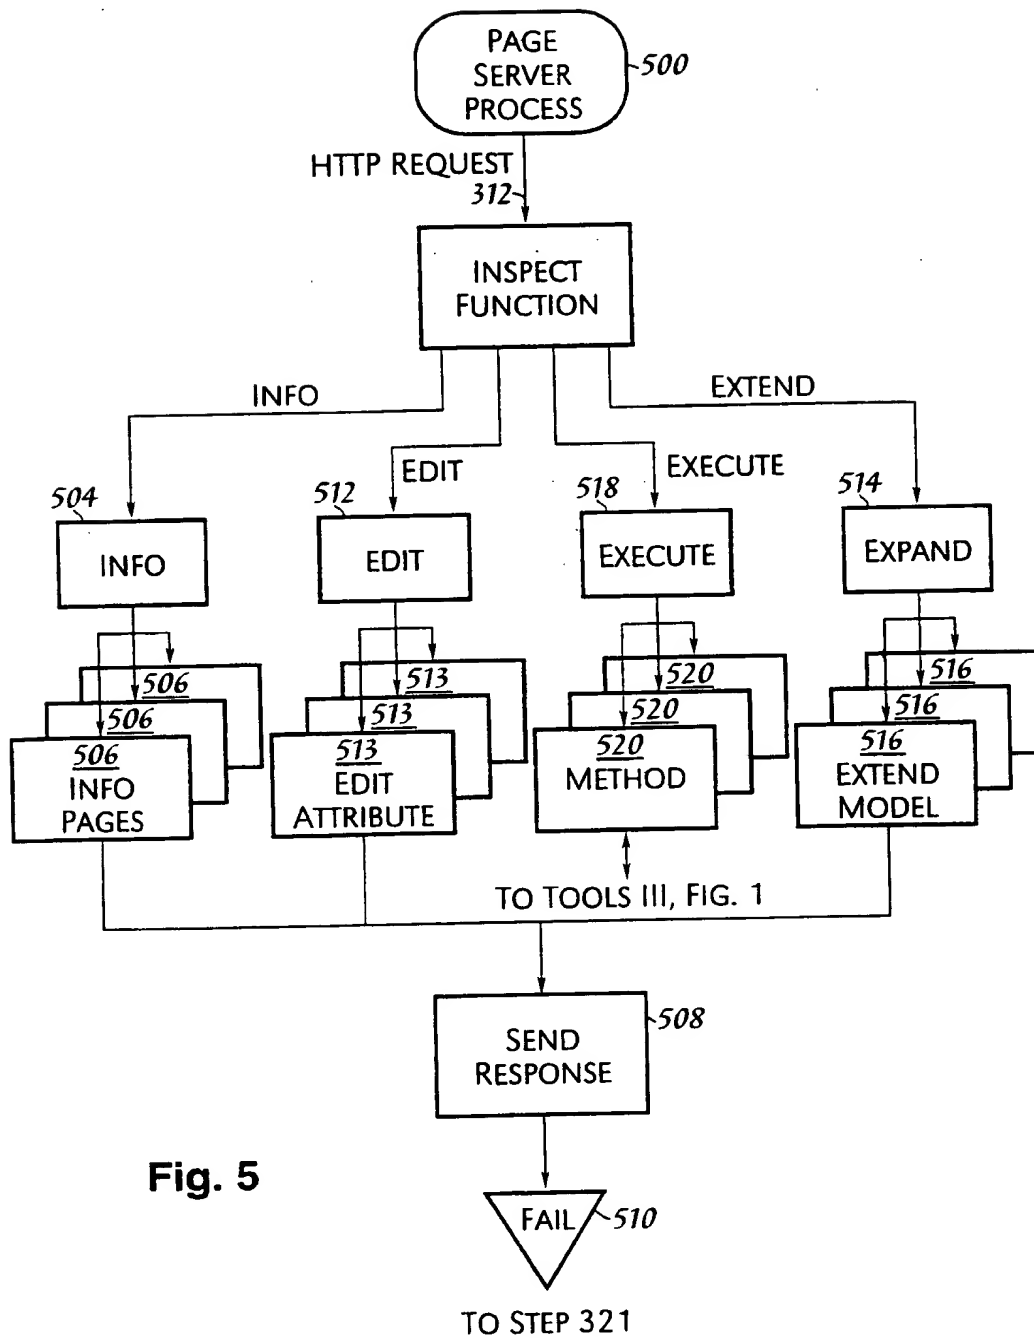 PAGE
SERVER
PROCESS
500
HTTP REQUEST
312
INSPECT
FUNCTION
INFO
EXTEND
EDIT
EXECUTE
504
512
518
514
INFO
EDIT
EXECUTE
EXPAND
506
513
520
516
506
513
520
516
506
INFO
PAGES
513
EDIT
ATTRIBUTE
520
METHOD
516
EXTEND
MODEL
TO TOOLS III, FIG. 1
SEND
RESPONSE
508
Fig. 5
FAIL
510
TO STEP 321